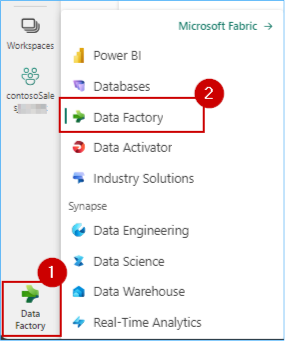 Microsoft Fabric →
Workspaces
contosoSale
Power BI
Databases
2
Data Factory
Data Activator
Industry Solutions
Synapse
Data Engineering
Data Science
Data Warehouse
Real-Time Analytics
1
Data
Factory